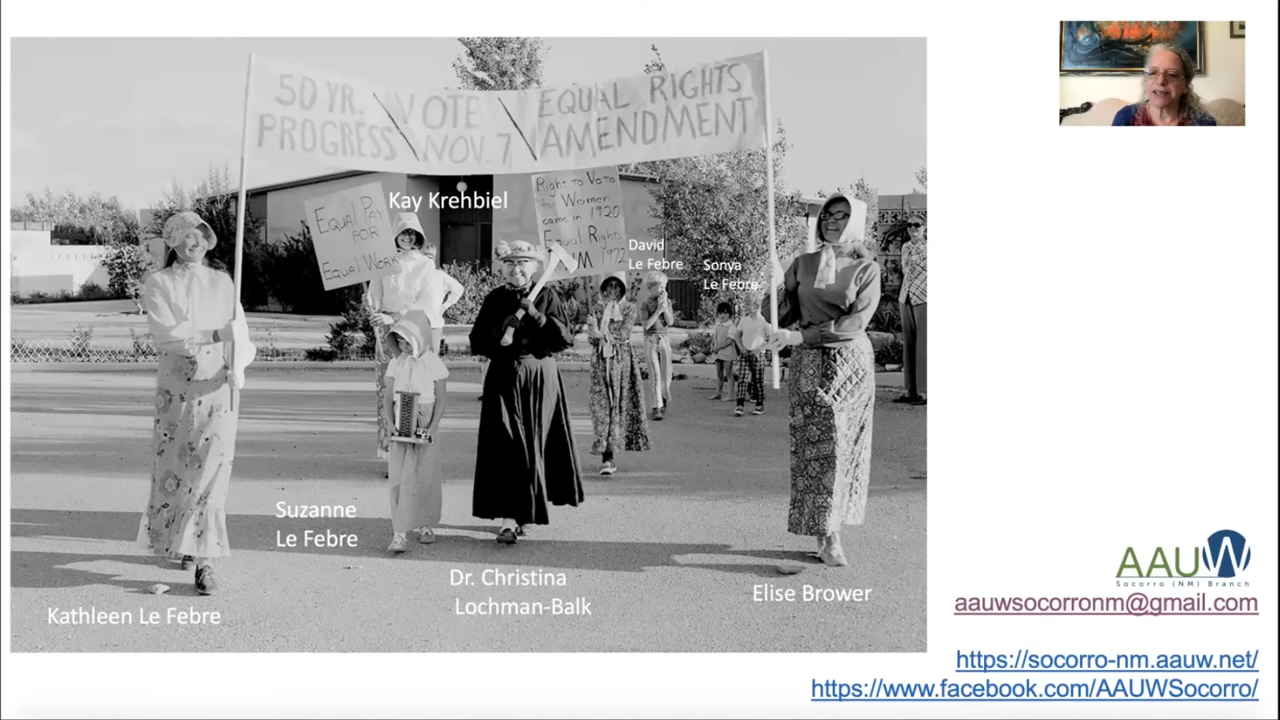 50 YR.
PROGRESS
VOTE
NOV. 7
EQUAL RIGHTS
AMENDMENT
Equal Pay
FOR
Equal Work
Kay Krehbiel
Right to Vote
Women
came in 1920
Equal Rights
1972
David
Le Febre
Sonya
Le Febre
Suzanne
Le Febre
Dr. Christina
Lochman-Balk
Elise Brower
Kathleen Le Febre
AAUW
Socorro (NM) Branch
aauwsocorronm@gmail.com
https://socorro-nm.aauw.net/
https://www.facebook.com/AAUWSocorro/